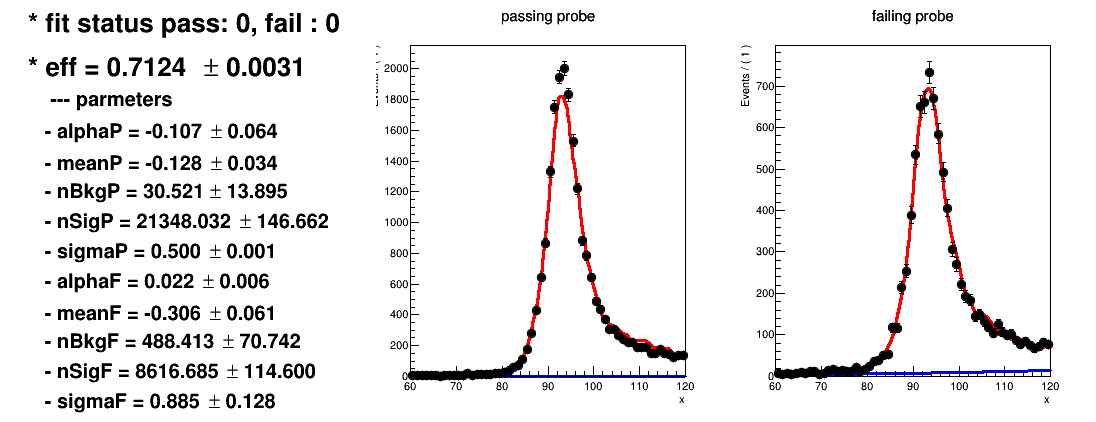 * fit status pass: 0, fail : 0
* eff = 0.7124 ± 0.0031
--- parmeters
- alphaP = -0.107 ± 0.064
- meanP = -0.128 ± 0.034
- nBkgP = 30.521 ± 13.895
- nSigP = 21348.032 ± 146.662
- sigmaP = 0.500 ± 0.001
- alphaF = 0.022 ± 0.006
- meanF = -0.306 ± 0.061
- nBkgF = 488.413 ± 70.742
- nSigF = 8616.685 ± 114.600
- sigmaF = 0.885 ± 0.128
passing probe
2000
1800
1600
1400
1200
1000
800
600
400
200
0
60 70 80 90 100 110 120
x
failing probe
Events / ( 1 )
700
600
500
400
300
200
100
0
60 70 80 90 100 110 120
x